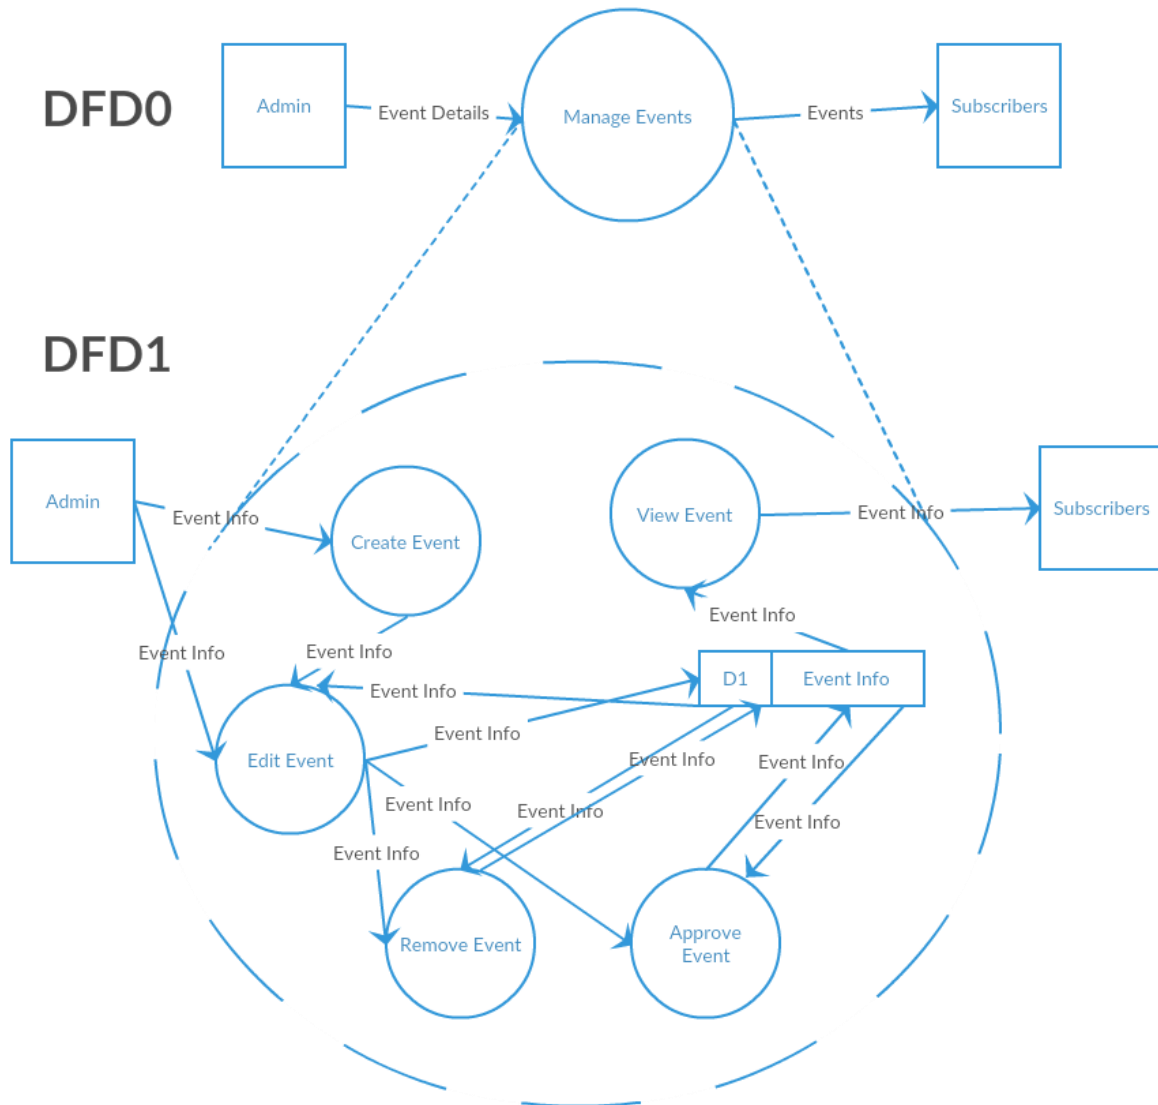 DFD0
Admin
Event Details
Manage Events
Events
Subscribers
DFD1
Admin
Event Info
Create Event
View Event
Event Info
Subscribers
Event Info
Event Info
Event Info
D1
Event Info
Event Info
Event Info
Edit Event
Event Info
Event Info
Event Info
Event Info
Event Info
Event Info
Remove Event
Approve
Event